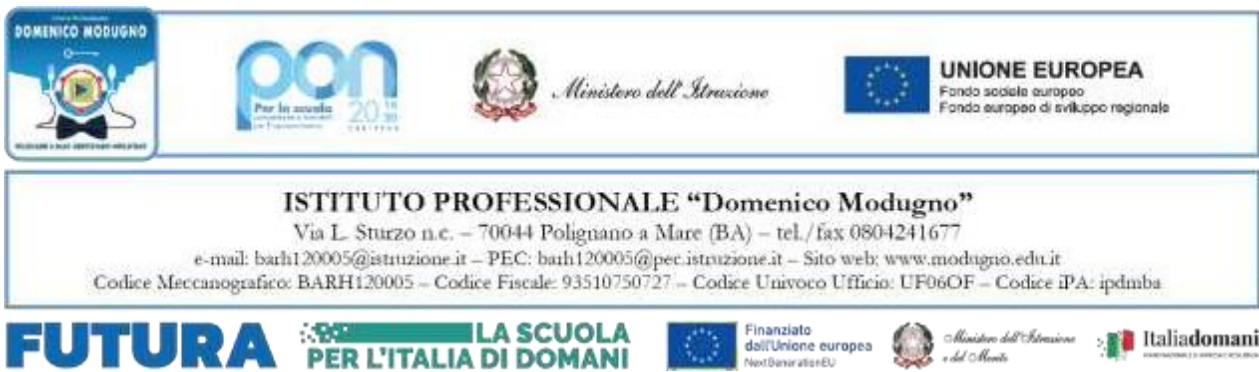 DOMENICO MODUGNO
pon
Per la scuola
20
Ministero dell'Istruzione
UNIONE EUROPEA
Fondo sociale europeo
Fondo europeo di sviluppo regionale
ISTITUTO PROFESSIONALE “Domenico Modugno”
Via L. Sturzo n.c. – 70044 Polignano a Mare (BA) – tel./fax 0804241677
e-mail: barh120005@istruzione.it – PEC: barh120005@pec.istruzione.it – Sito web: www.modugno.edu.it
Codice Meccanografico: BARH120005 – Codice Fiscale: 93510750727 – Codice Univoco Ufficio: UF06OF – Codice iPA: ipdmba
FUTURA
LA SCUOLA
PER L'ITALIA DI DOMANI
Finanziato
dall'Unione europea
NextGenerationEU
Ministero dell'Istruzione
e del Merito
Italiadomani